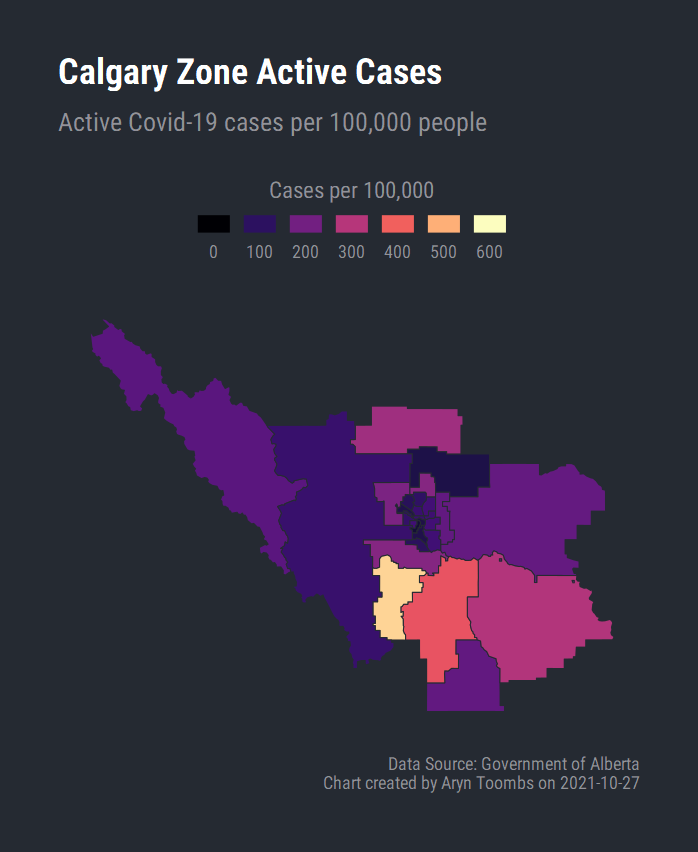 Calgary Zone Active Cases
Active Covid-19 cases per 100,000 people
Cases per 100,000
0 100 200 300 400 500 600
Data Source: Government of Alberta
Chart created by Aryn Toombs on 2021-10-27